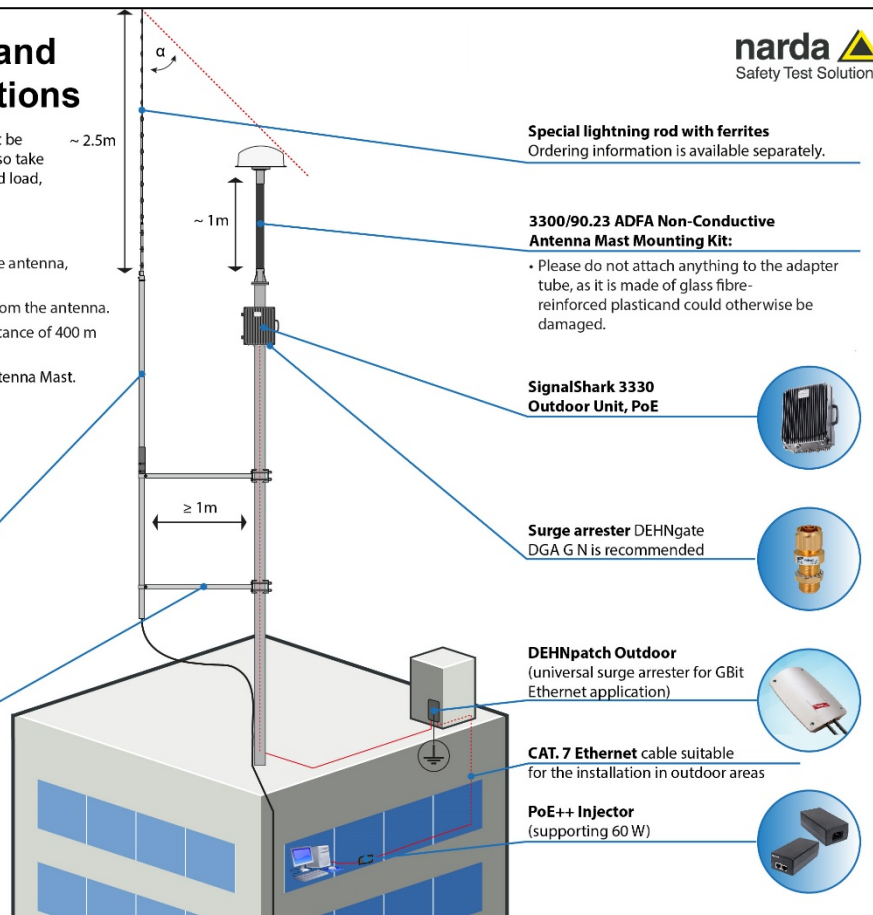 and
tions
be
so take
d load,
e antenna,
om the antenna.
tance of 400 m
tenna Mast.
~ 2.5m
α
~ 1m
≥ 1m
narda
Safety Test Solution
Special lightning rod with ferrites
Ordering information is available separately.
3300/90.23 ADFA Non-Conductive
Antenna Mast Mounting Kit:
• Please do not attach anything to the adapter
tube, as it is made of glass fibre-
reinforced plasticand could otherwise be
damaged.
SignalShark 3330
Outdoor Unit, PoE
Surge arrester DEHNgate
DGA G N is recommended
DEHNpatch Outdoor
(universal surge arrester for GBit
Ethernet application)
CAT. 7 Ethernet cable suitable
for the installation in outdoor areas
PoE++ Injector
(supporting 60 W)